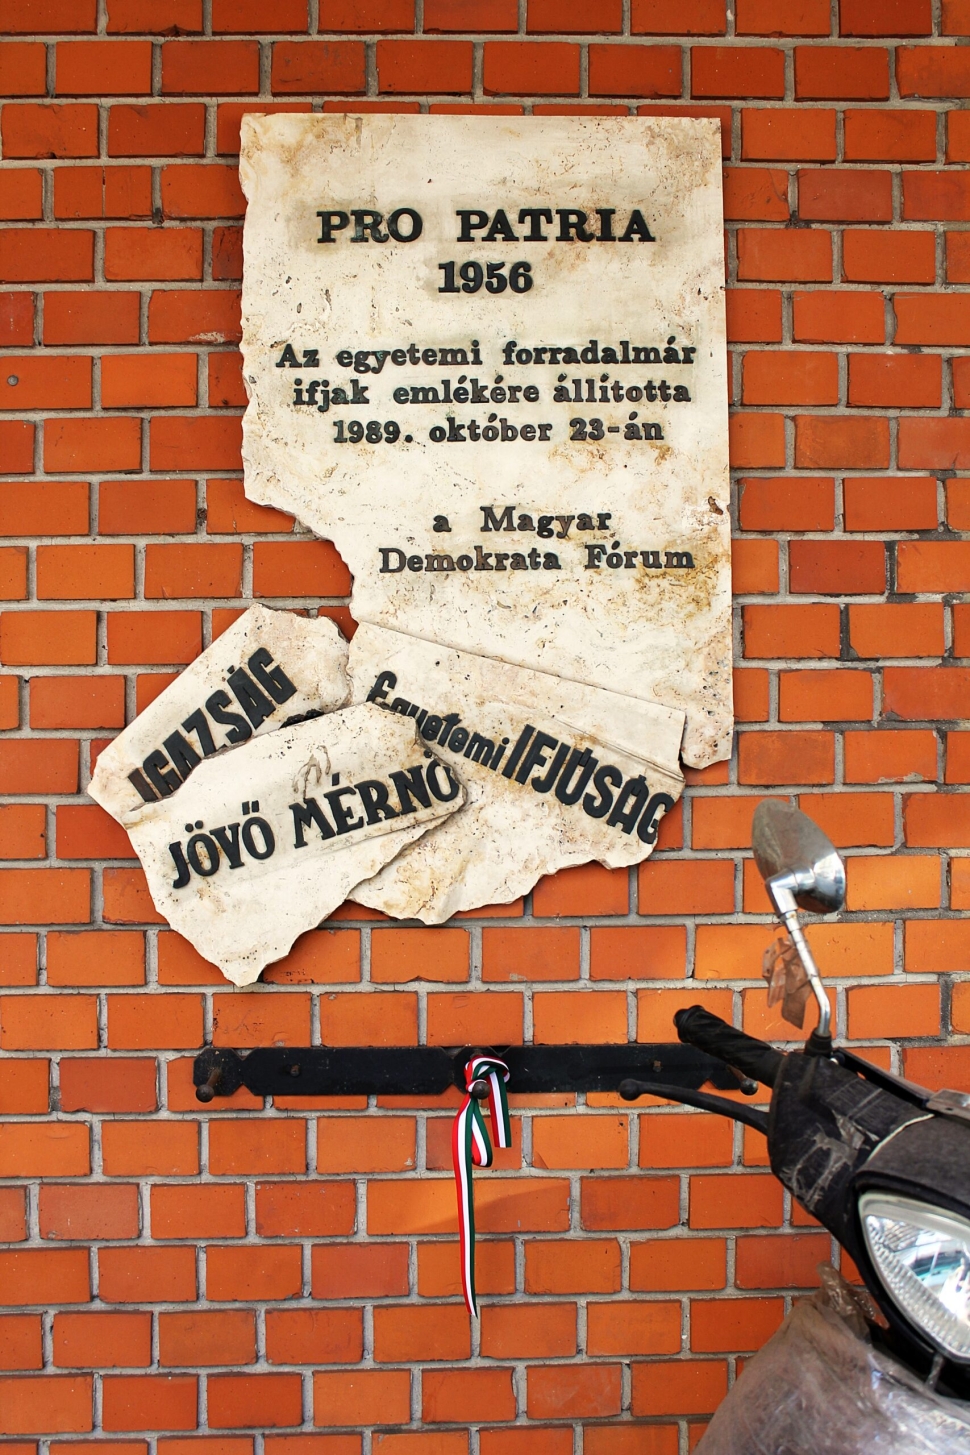 PRO PATRIA
1956
Az egyetemi forradalmár
ifjak emlékére állította
1989. október 23-án
a Magyar
Demokrata Fórum
IGAZSÁG
Egyetemi IFJÚSÁG
JÖVŐ MÉRNÖ